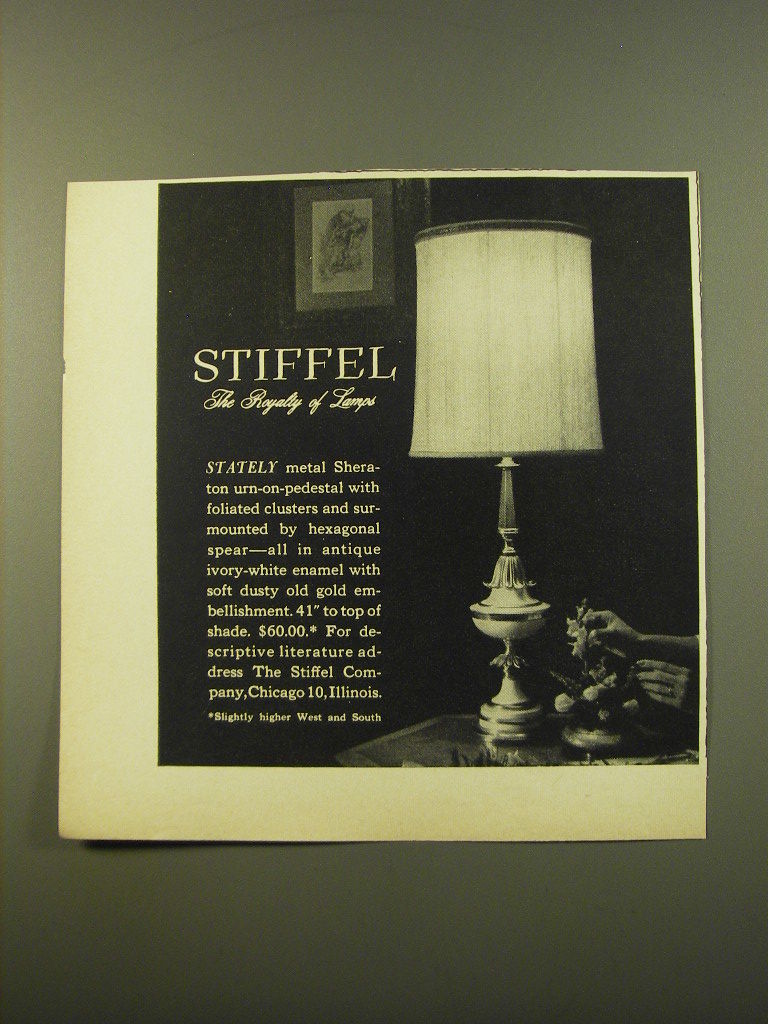 STIFFEL
The Royalty of Lamps
STATELY metal Shera-
ton urn-on-pedestal with
foliated clusters and sur-
mounted by hexagonal
spear—all in antique
ivory-white enamel with
soft dusty old gold em-
bellishment. 41″ to top of
shade. $60.00.* For de-
scriptive literature ad-
dress The Stiffel Com-
pany, Chicago 10, Illinois.
*Slightly higher West and South